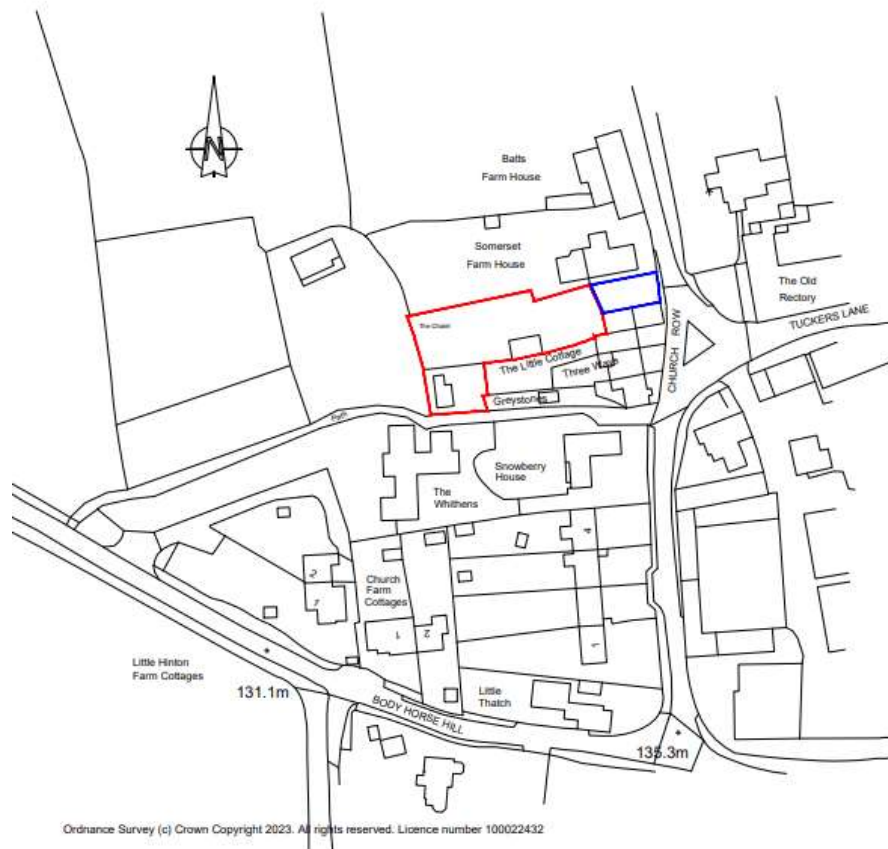 N
Batts
Farm House
Somerset
Farm House
The Old
Rectory
The Chalet
CHURCH ROW
TUCKERS LANE
The Little Cottage
Three Ways
Greystones
Path
Snowberry
House
The
Whithens
4
2
1
Church
Farm
Cottages
1
2
1
Little Hinton
Farm Cottages
131.1m
Little
Thatch
BODY HORSE HILL
135.3m
Ordnance Survey (c) Crown Copyright 2023. All rights reserved. Licence number 100022432